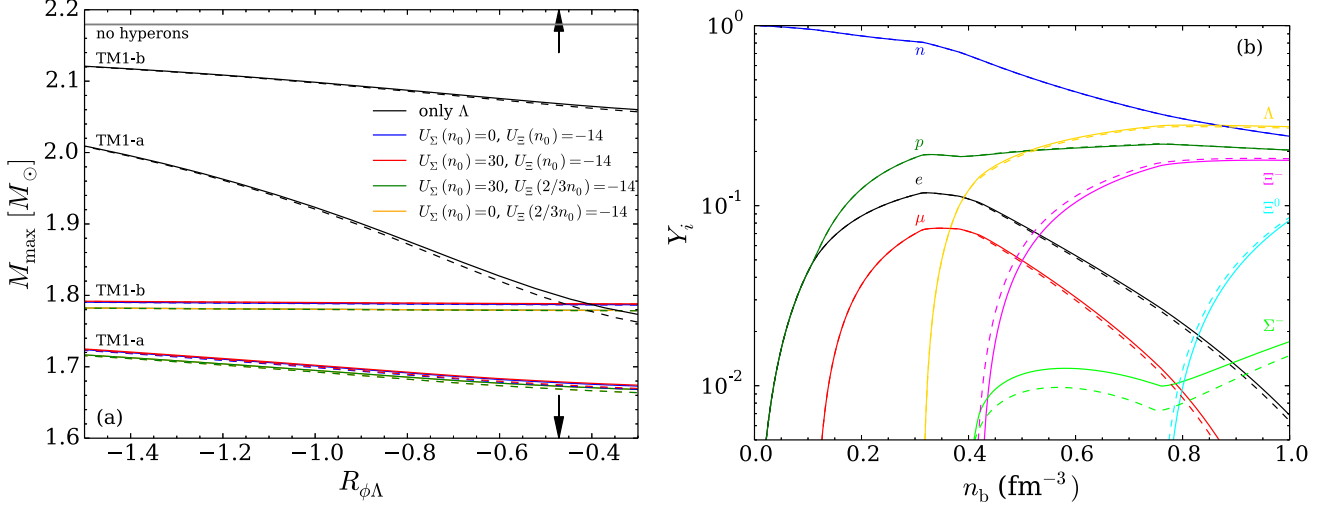 2.2
2.1
2.0
1.9
1.8
1.7
1.6
M_max [M_⊙]
no hyperons
TM1-b
TM1-a
only Λ
U_Σ(n_0)=0, U_Ξ(n_0)=−14
U_Σ(n_0)=30, U_Ξ(n_0)=−14
U_Σ(n_0)=30, U_Ξ(2/3n_0)=−14
U_Σ(n_0)=0, U_Ξ(2/3n_0)=−14
TM1-b
TM1-a
(a)
−1.4 −1.2 −1.0 −0.8 −0.6 −0.4
R_ϕΛ
10^0
10^-1
10^-2
Y_i
(b)
n
Λ
p
Ξ^−
e
Ξ^0
μ
Σ^−
0.0 0.2 0.4 0.6 0.8 1.0
n_b (fm^−3)